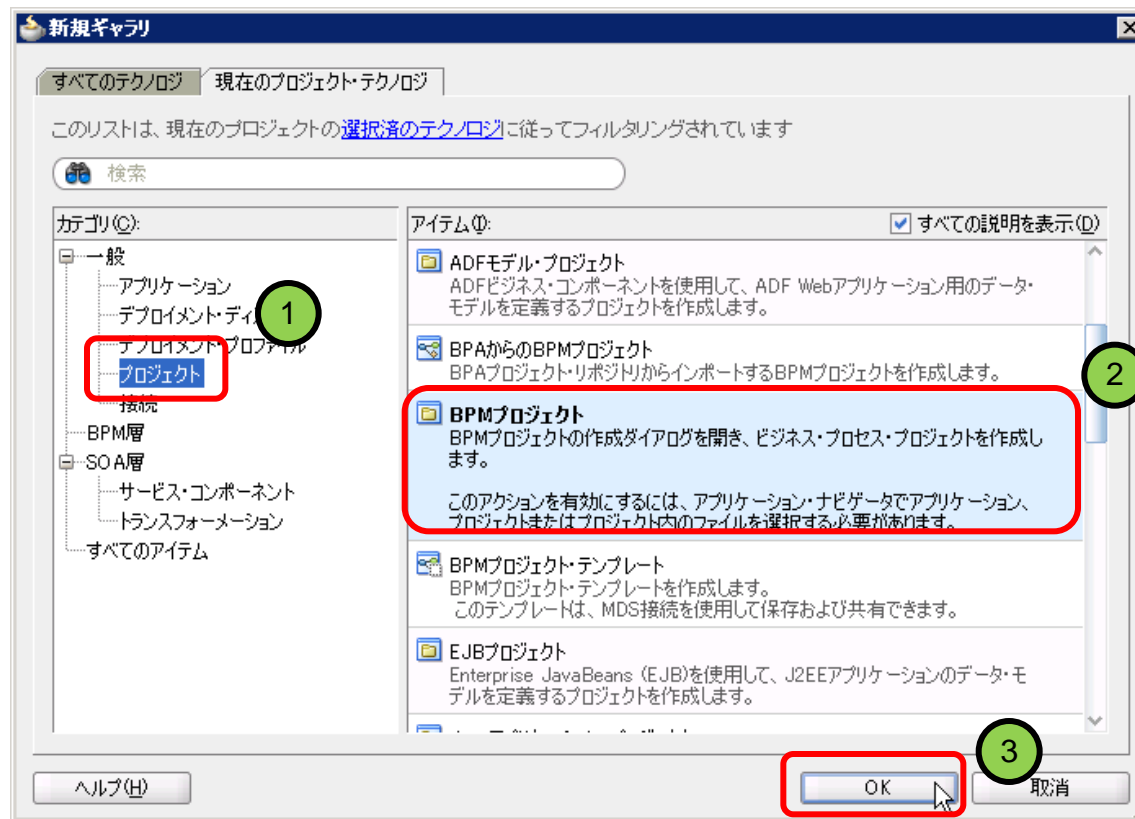 新規ギャラリ
すべてのテクノロジ
現在のプロジェクト・テクノロジ
このリストは、現在のプロジェクトの選択済のテクノロジに従ってフィルタリングされています
検索
カテゴリ(C):
一般
アプリケーション
デプロイメント・ディ
1
デプロイメント・プロファイル
プロジェクト
接続
BPM層
SOA層
サービス・コンポーネント
トランスフォーメーション
すべてのアイテム
アイテム(I):
すべての説明を表示(D)
ADFモデル・プロジェクト
ADFビジネス・コンポーネントを使用して、ADF Webアプリケーション用のデータ・
モデルを定義するプロジェクトを作成します。
BPAからのBPMプロジェクト
BPAプロジェクト・リポジトリからインポートするBPMプロジェクトを作成します。
2
BPMプロジェクト
BPMプロジェクトの作成ダイアログを開き、ビジネス・プロセス・プロジェクトを作成し
ます。
このアクションを有効にするには、アプリケーション・ナビゲータでアプリケーション、
プロジェクトまたはプロジェクト内のファイルを選択する必要があります。
BPMプロジェクト・テンプレート
BPMプロジェクト・テンプレートを作成します。
このテンプレートは、MDS接続を使用して保存および共有できます。
EJBプロジェクト
Enterprise JavaBeans (EJB)を使用して、J2EEアプリケーションのデータ・モ
デルを定義するプロジェクトを作成します。
3
ヘルプ(H)
OK
取消